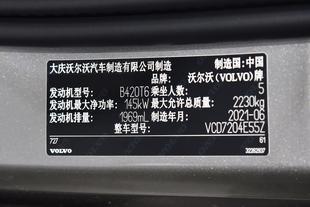 大庆沃尔沃汽车制造有限公司制造 制造国:中国
品牌:沃尔沃(VOLVO)牌
发动机型号: B420T6 乘坐人数: 5
发动机最大净功率: 145kW 最大允许总质量: 2230kg
发动机排量: 1969mL 制造年月: 2021-06
整车型号: VCD7204E55Z
727 61
VOLVO